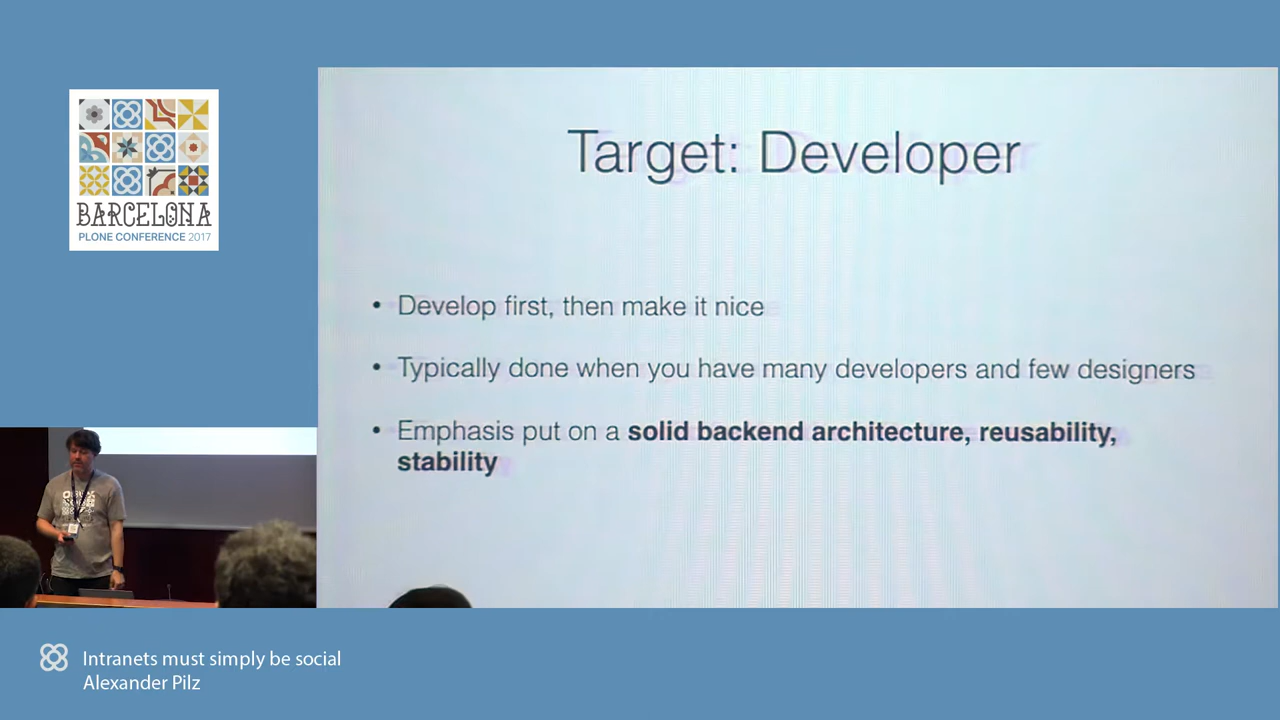 BARCELONA
PLONE CONFERENCE 2017
Target: Developer
• Develop first, then make it nice
• Typically done when you have many developers and few designers
• Emphasis put on a solid backend architecture, reusability,
stability
Intranets must simply be social
Alexander Pilz